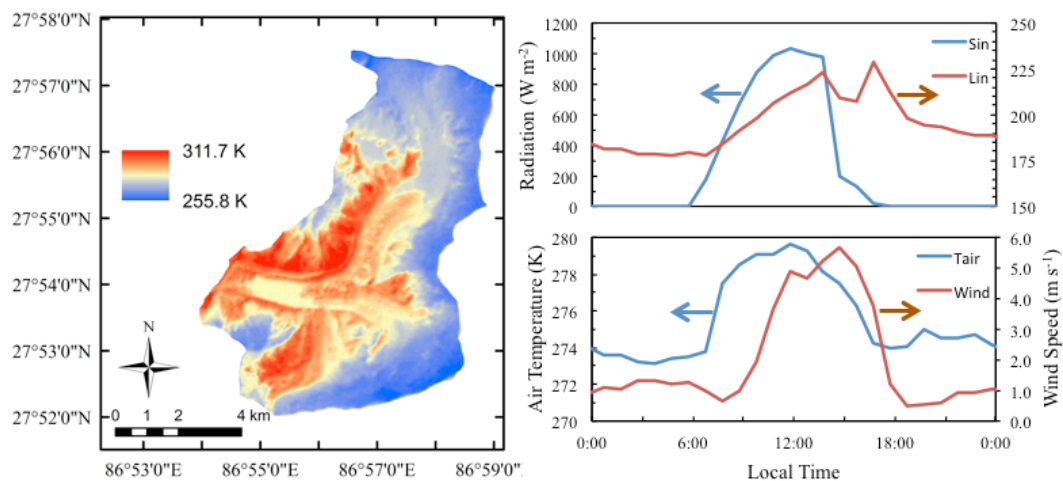 27°58'0"N
27°57'0"N
27°56'0"N
27°55'0"N
27°54'0"N
27°53'0"N
27°52'0"N
311.7 K
255.8 K
N
0 1 2 4 km
86°53'0"E 86°55'0"E 86°57'0"E 86°59'0"E
Radiation (W m-2)
1200
1000
800
600
400
200
0
Sin
Lin
250
225
200
175
150
Air Temperature (K)
280
278
276
274
272
270
Tair
Wind
6.0
5.0
4.0
3.0
2.0
1.0
0.0
Wind Speed (m s-1)
0:00 6:00 12:00 18:00 0:00
Local Time